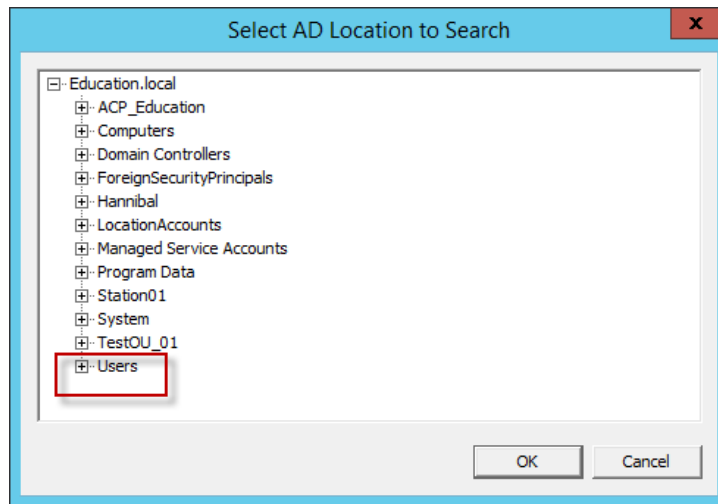 Select AD Location to Search
x
Education.local
ACP_Education
Computers
Domain Controllers
ForeignSecurityPrincipals
Hannibal
LocationAccounts
Managed Service Accounts
Program Data
Station01
System
TestOU_01
Users
OK Cancel